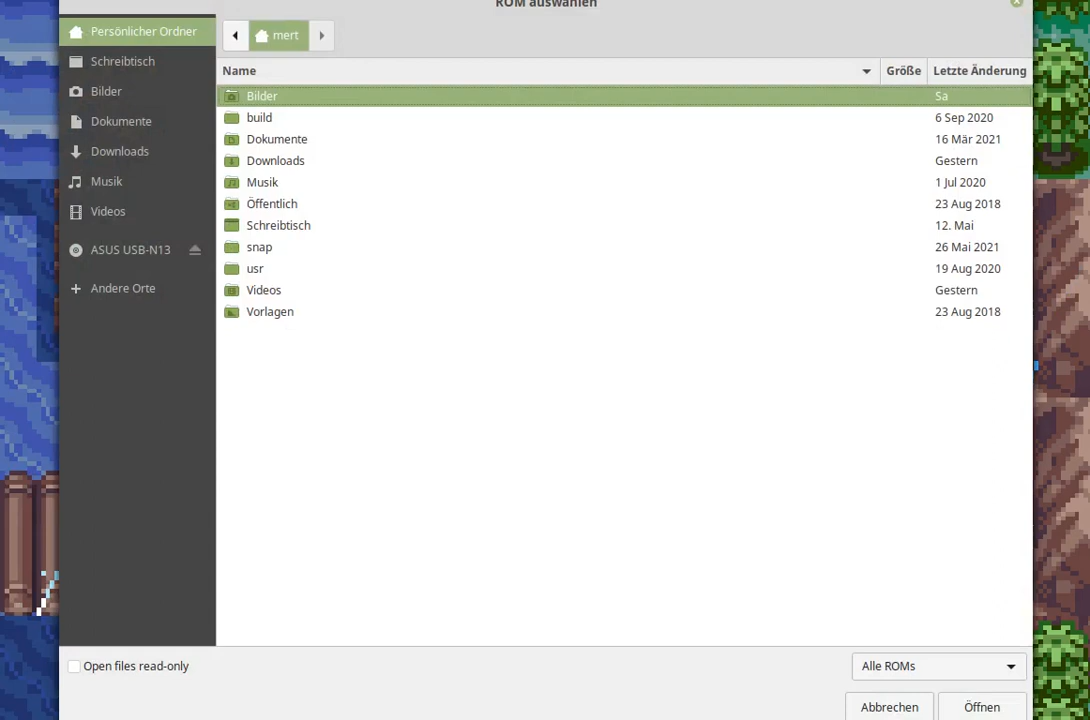 ROM auswählen
Persönlicher Ordner
Schreibtisch
Bilder
Dokumente
Downloads
Musik
Videos
ASUS USB-N13
Andere Orte
mert
Name Größe Letzte Änderung
Bilder Sa
build 6 Sep 2020
Dokumente 16 Mär 2021
Downloads Gestern
Musik 1 Jul 2020
Öffentlich 23 Aug 2018
Schreibtisch 12. Mai
snap 26 Mai 2021
usr 19 Aug 2020
Videos Gestern
Vorlagen 23 Aug 2018
Open files read-only Alle ROMs
Abbrechen Öffnen